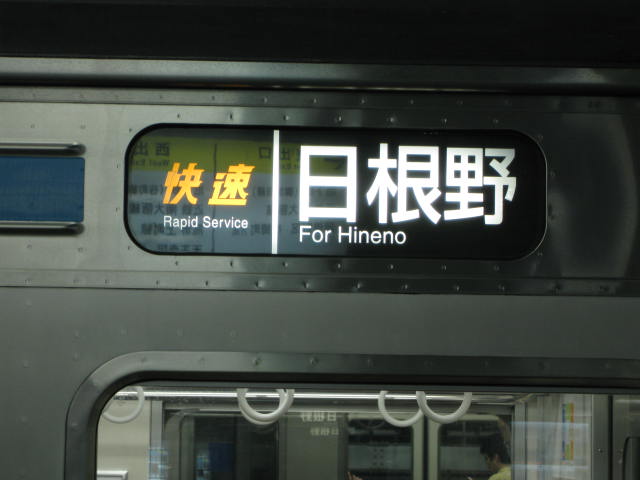 快速
Rapid Service
日根野
For Hineno